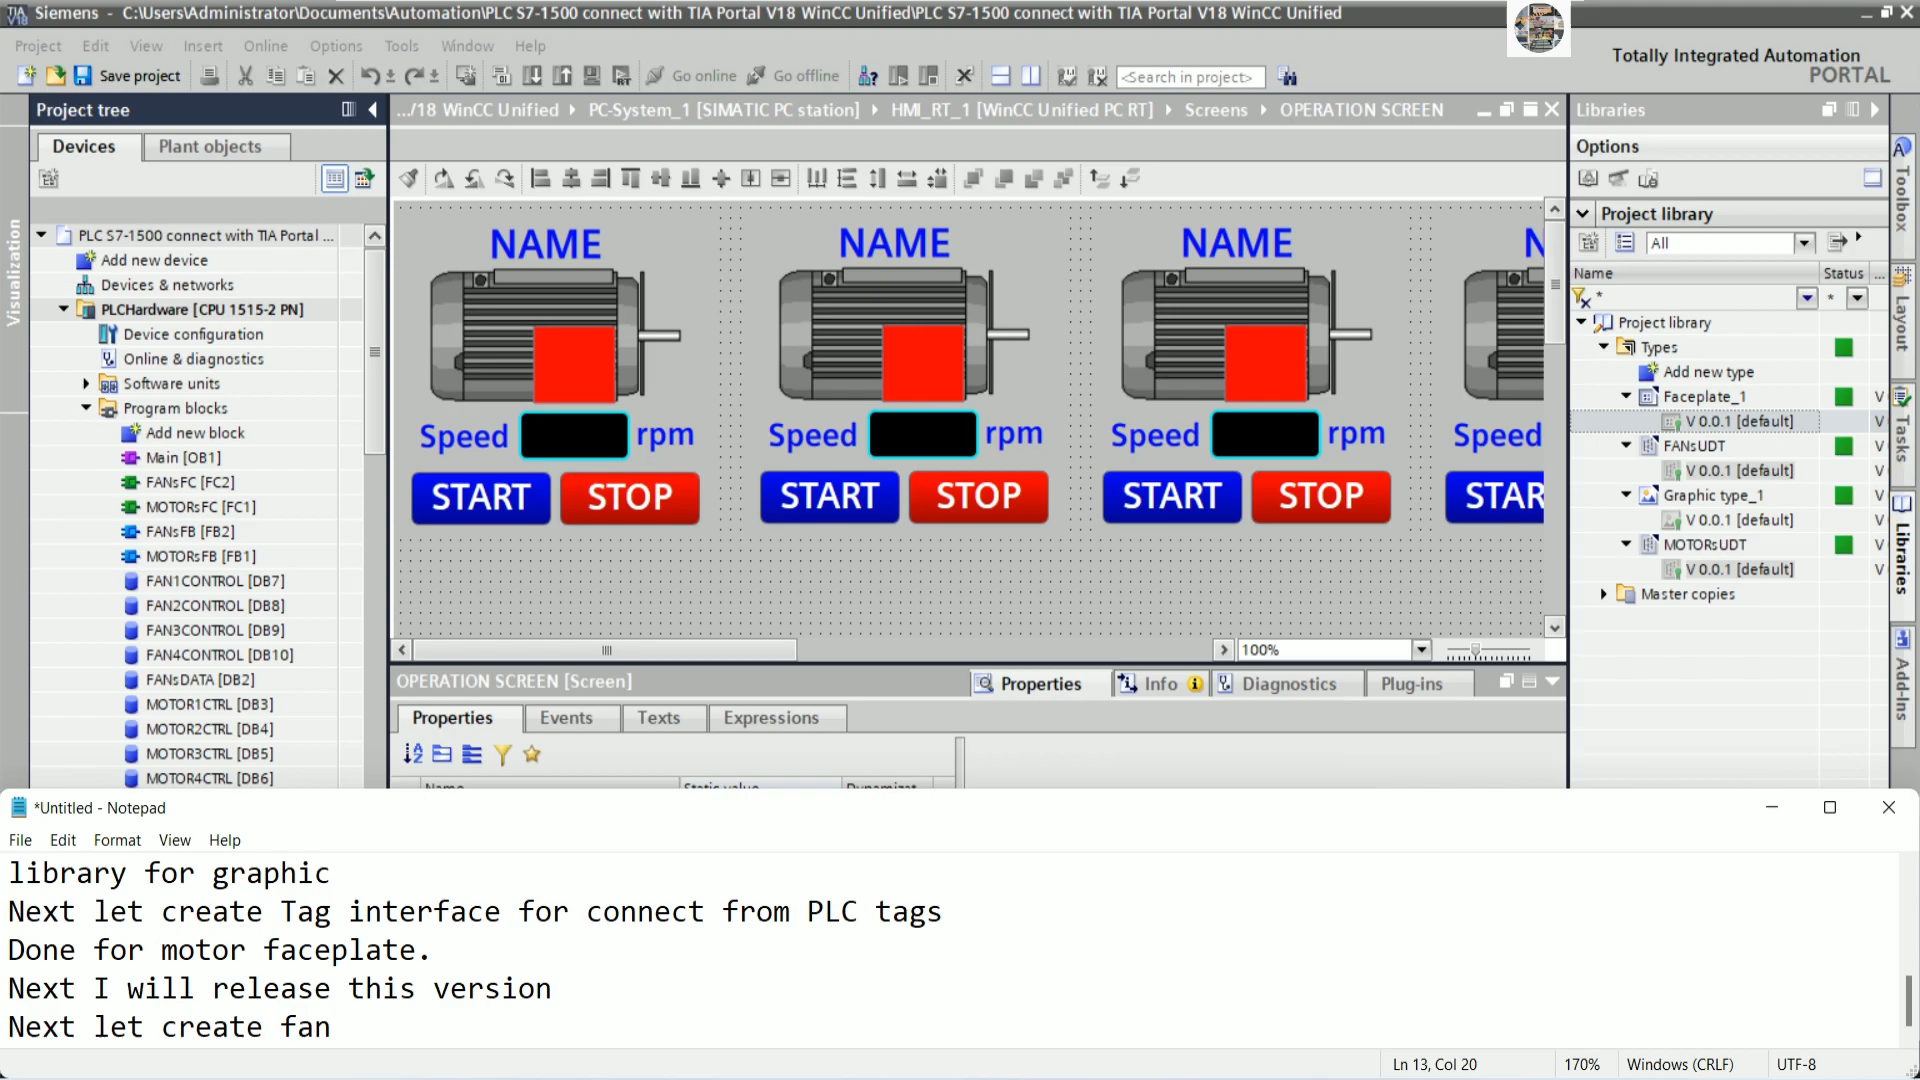 Siemens - C:\Users\Administrator\Documents\Automation\PLC S7-1500 connect with TIA Portal V18 WinCC Unified\PLC S7-1500 connect with TIA Portal V18 WinCC Unified
Project Edit View Insert Online Options Tools Window Help
Totally Integrated Automation
PORTAL
Save project Go online Go offline <Search in project>
Project tree
.../18 WinCC Unified PC-System_1 [SIMATIC PC station] HMI_RT_1 [WinCC Unified PC RT] Screens OPERATION SCREEN
Libraries
Devices Plant objects
Options
Visualization
Toolbox
Layout
Tasks
Libraries
Add-Ins
PLC S7-1500 connect with TIA Portal ...
Add new device
Devices & networks
PLCHardware [CPU 1515-2 PN]
Device configuration
Online & diagnostics
Software units
Program blocks
Add new block
Main [OB1]
FANsFC [FC2]
MOTORsFC [FC1]
FANsFB [FB2]
MOTORsFB [FB1]
FAN1CONTROL [DB7]
FAN2CONTROL [DB8]
FAN3CONTROL [DB9]
FAN4CONTROL [DB10]
FANsDATA [DB2]
MOTOR1CTRL [DB3]
MOTOR2CTRL [DB4]
MOTOR3CTRL [DB5]
MOTOR4CTRL [DB6]
NAME NAME NAME N
Speed rpm Speed rpm Speed rpm Speed
START STOP START STOP START STOP STAR
100%
OPERATION SCREEN [Screen]
Properties Info Diagnostics Plug-ins
Properties Events Texts Expressions
Name Static value Dynamizat
Project library
All
Name Status ...
* *
Project library
Types
Add new type
Faceplate_1 V
V 0.0.1 [default] V
FANsUDT V
V 0.0.1 [default] V
Graphic type_1 V
V 0.0.1 [default] V
MOTORsUDT V
V 0.0.1 [default] V
Master copies
*Untitled - Notepad
File Edit Format View Help
library for graphic
Next let create Tag interface for connect from PLC tags
Done for motor faceplate.
Next I will release this version
Next let create fan
Ln 13, Col 20 170% Windows (CRLF) UTF-8